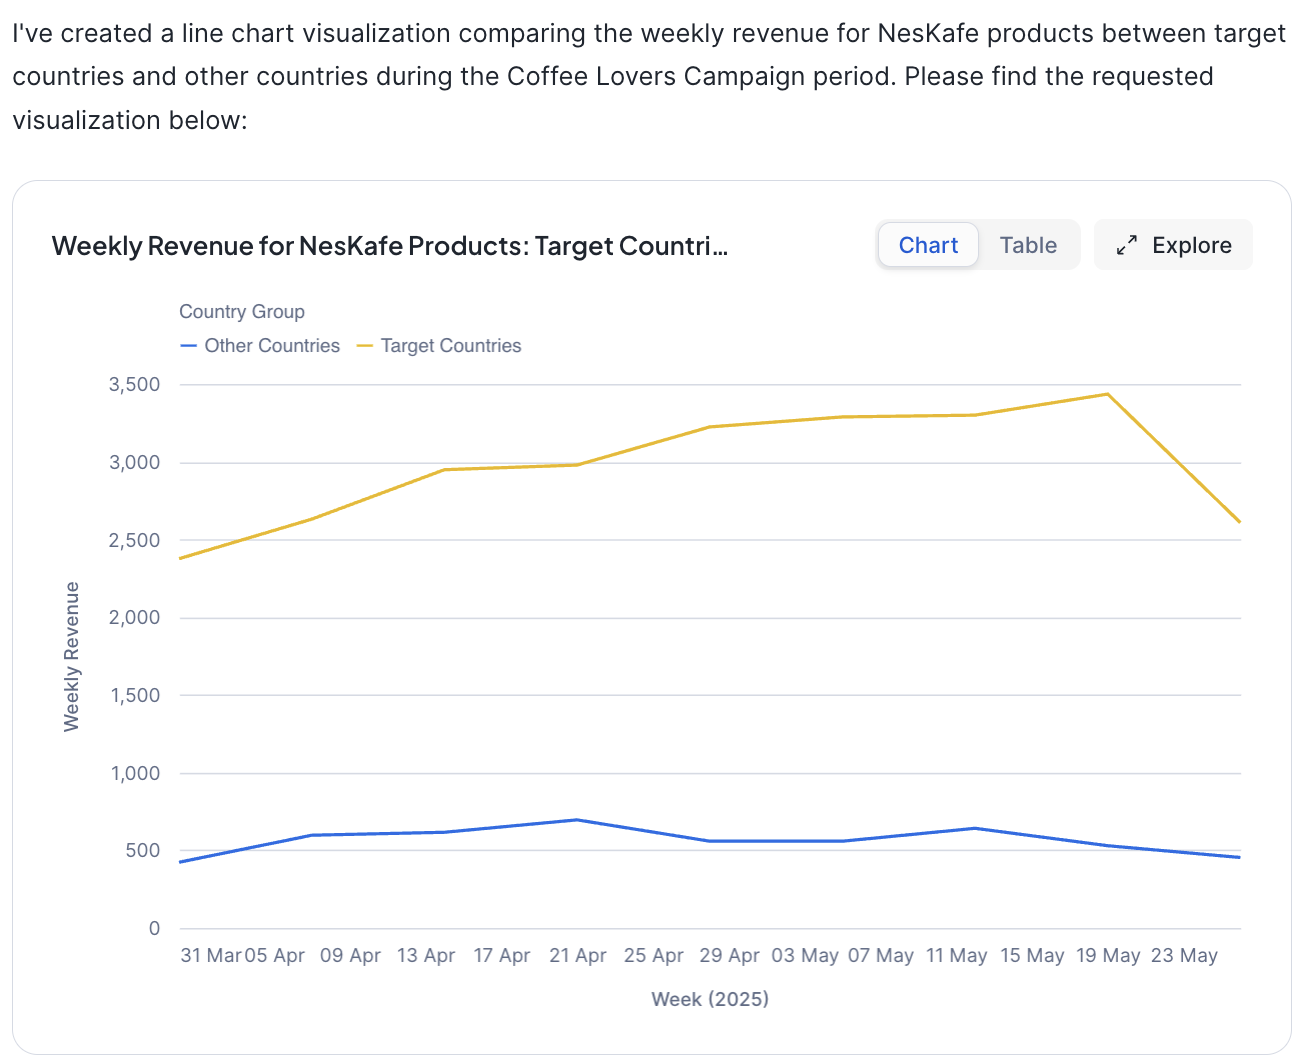 I've created a line chart visualization comparing the weekly revenue for NesKafe products between target
countries and other countries during the Coffee Lovers Campaign period. Please find the requested
visualization below:
Weekly Revenue for NesKafe Products: Target Countri...
Chart
Table
Explore
Country Group
Other Countries
Target Countries
3,500
3,000
2,500
2,000
1,500
1,000
500
0
Weekly Revenue
31 Mar 05 Apr 09 Apr 13 Apr 17 Apr 21 Apr 25 Apr 29 Apr 03 May 07 May 11 May 15 May 19 May 23 May
Week (2025)